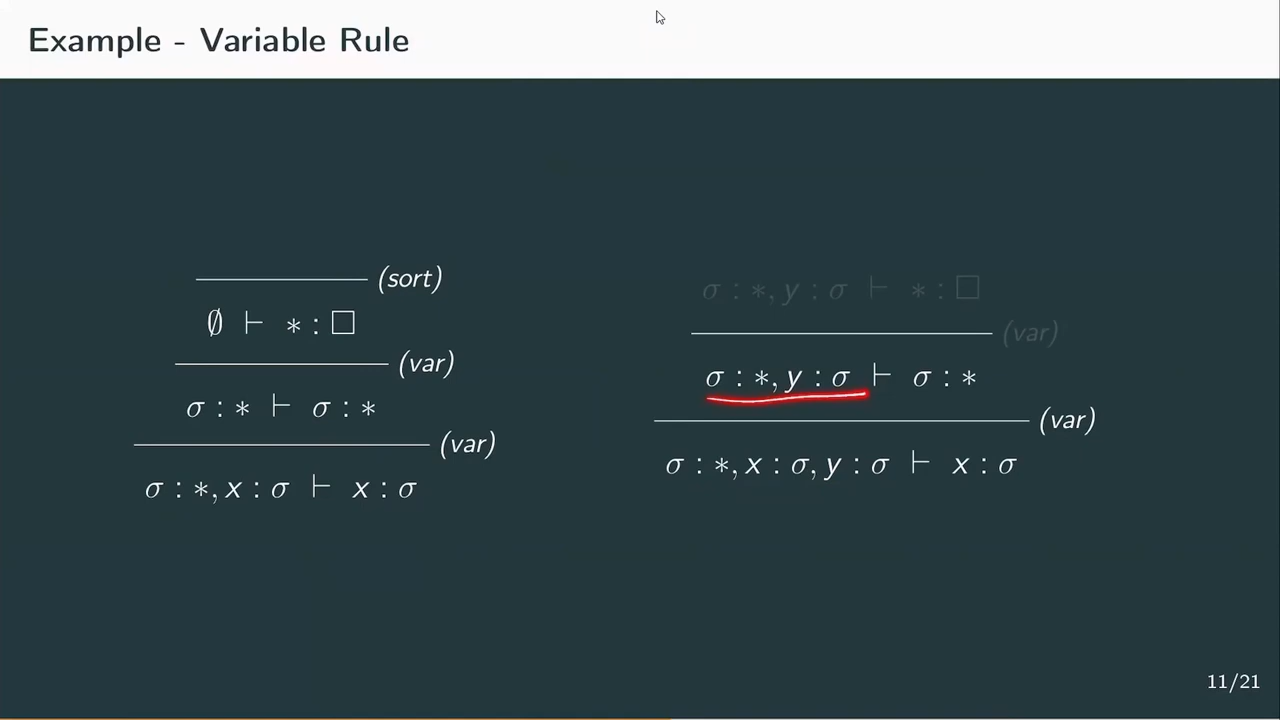 Example - Variable Rule
(sort)
∅ ⊢ ∗ : □
(var)
σ : ∗ ⊢ σ : ∗
(var)
σ : ∗, x : σ ⊢ x : σ
σ : ∗, y : σ ⊢ ∗ : □
(var)
σ : ∗, y : σ ⊢ σ : ∗
(var)
σ : ∗, x : σ, y : σ ⊢ x : σ
11/21